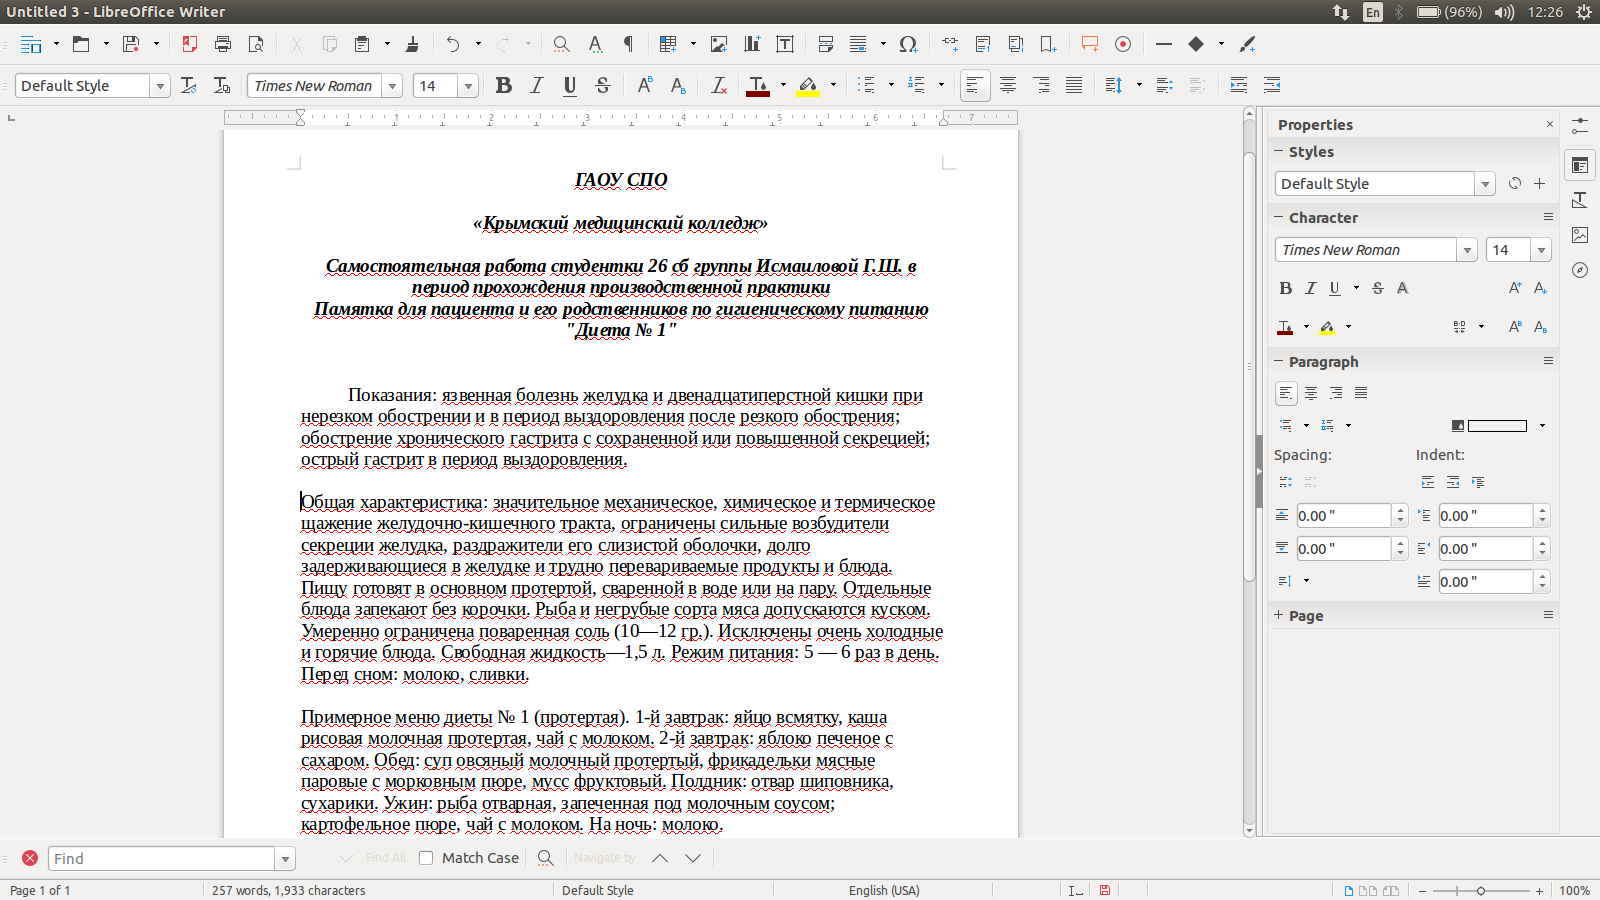 Untitled 3 - LibreOffice Writer
En (96%) 12:26
Default Style Times New Roman 14
1 2 3 4 5 6 7
ГАОУ СПО
«Крымский медицинский колледж»
Самостоятельная работа студентки 26 сб группы Исмаиловой Г.Ш. в
период прохождения производственной практики
Памятка для пациента и его родственников по гигиеническому питанию
"Диета № 1"
Показания: язвенная болезнь желудка и двенадцатиперстной кишки при
нерезком обострении и в период выздоровления после резкого обострения;
обострение хронического гастрита с сохраненной или повышенной секрецией;
острый гастрит в период выздоровления.
Общая характеристика: значительное механическое, химическое и термическое
щажение желудочно-кишечного тракта, ограничены сильные возбудители
секреции желудка, раздражители его слизистой оболочки, долго
задерживающиеся в желудке и трудно перевариваемые продукты и блюда.
Пищу готовят в основном протертой, сваренной в воде или на пару. Отдельные
блюда запекают без корочки. Рыба и негрубые сорта мяса допускаются куском.
Умеренно ограничена поваренная соль (10—12 гр.). Исключены очень холодные
и горячие блюда. Свободная жидкость—1,5 л. Режим питания: 5 — 6 раз в день.
Перед сном: молоко, сливки.
Примерное меню диеты № 1 (протертая). 1-й завтрак: яйцо всмятку, каша
рисовая молочная протертая, чай с молоком. 2-й завтрак: яблоко печеное с
сахаром. Обед: суп овсяный молочный протертый, фрикадельки мясные
паровые с морковным пюре, мусс фруктовый. Полдник: отвар шиповника,
сухарики. Ужин: рыба отварная, запеченная под молочным соусом;
картофельное пюре, чай с молоком. На ночь: молоко.
Properties
Styles
Default Style
Character
Times New Roman 14
Paragraph
Spacing: Indent:
0.00 " 0.00 "
0.00 " 0.00 "
0.00 "
Page
Find Find All Match Case Navigate by
Page 1 of 1 257 words, 1,933 characters Default Style English (USA) 100%